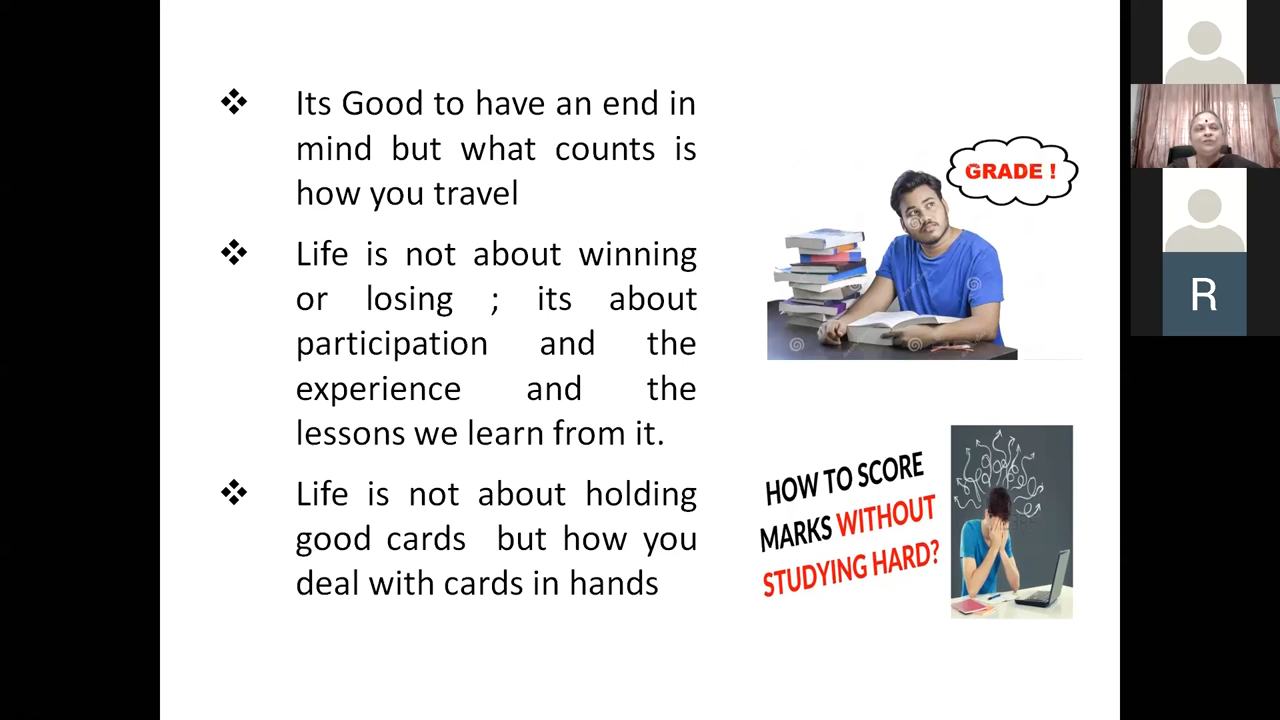 Its Good to have an end in
mind but what counts is
how you travel
Life is not about winning
or losing ; its about
participation and the
experience and the
lessons we learn from it.
Life is not about holding
good cards but how you
deal with cards in hands
GRADE !
HOW TO SCORE
MARKS WITHOUT
STUDYING HARD?
R